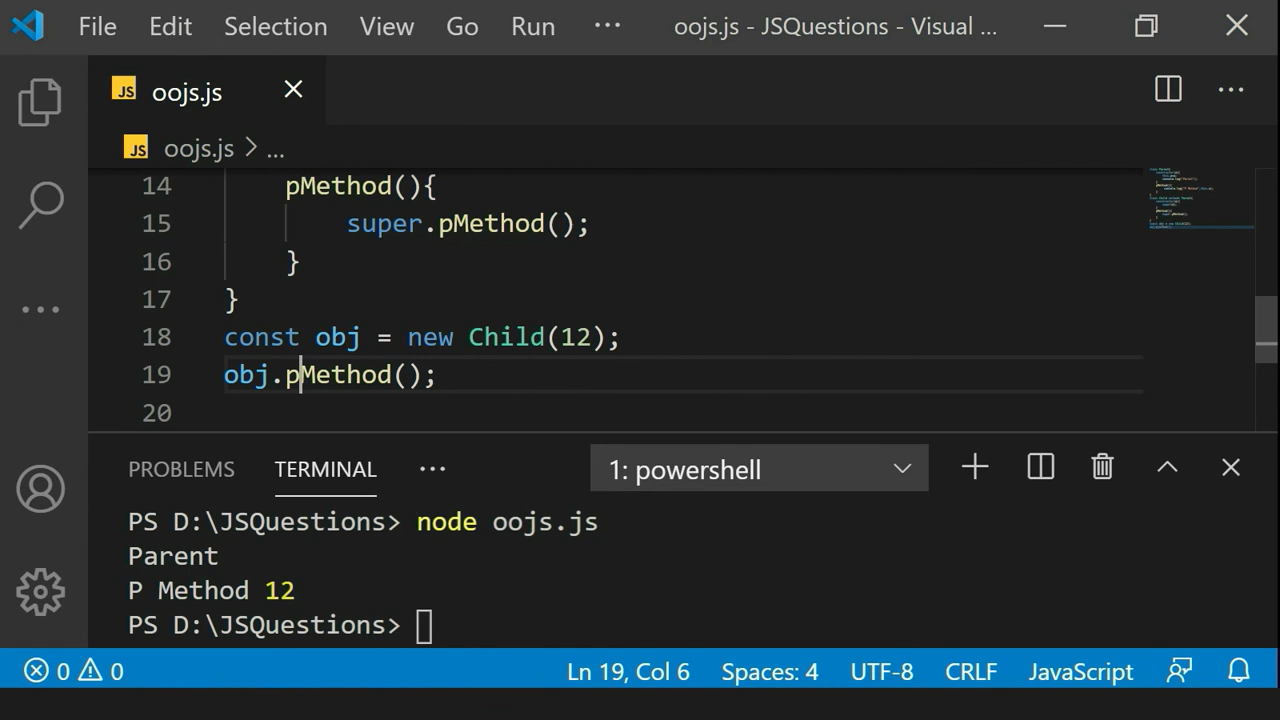 File Edit Selection View Go Run ··· oojs.js - JSQuestions - Visual ...
JS oojs.js
JS oojs.js > ...
14 pMethod(){
15 super.pMethod();
16 }
17 }
18 const obj = new Child(12);
19 obj.pMethod();
20
PROBLEMS TERMINAL ··· 1: powershell
PS D:\JSQuestions> node oojs.js
Parent
P Method 12
PS D:\JSQuestions>
0 0 Ln 19, Col 6 Spaces: 4 UTF-8 CRLF JavaScript